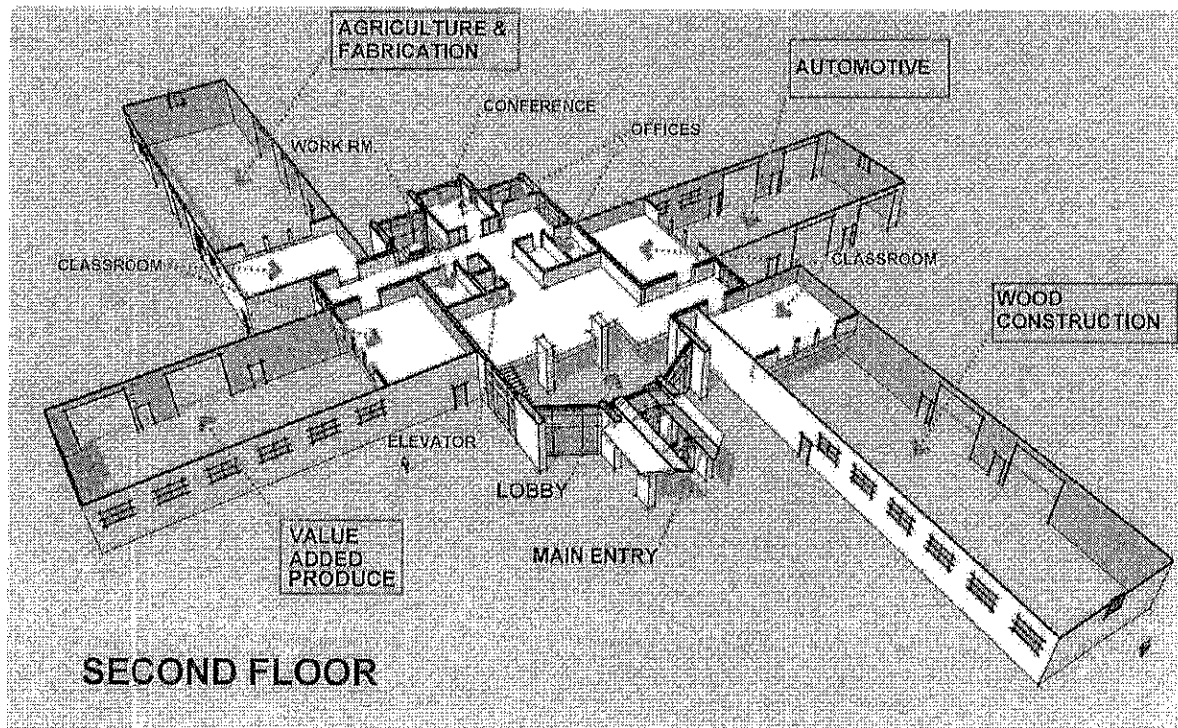 AGRICULTURE &
FABRICATION
AUTOMOTIVE
CONFERENCE
OFFICES
WORK RM.
CLASSROOM
CLASSROOM
WOOD
CONSTRUCTION
ELEVATOR
LOBBY
VALUE
ADDED
PRODUCE
MAIN ENTRY
SECOND FLOOR